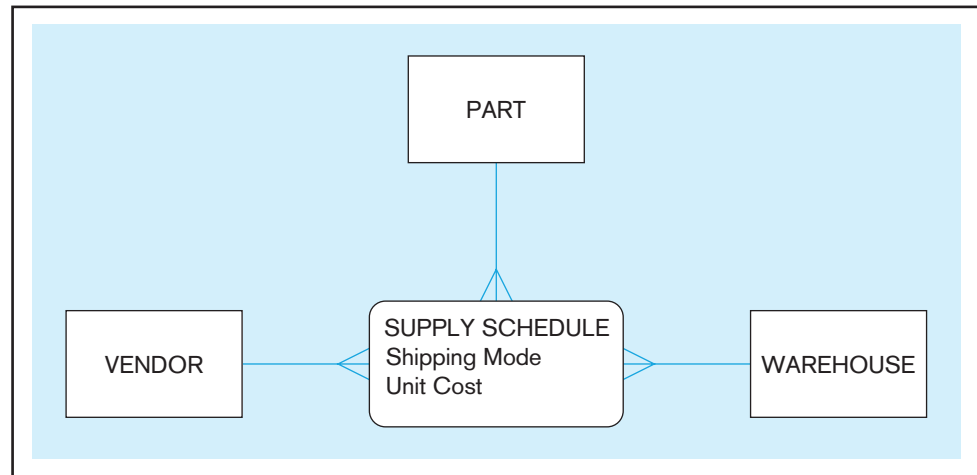 PART
SUPPLY SCHEDULE
Shipping Mode
Unit Cost
VENDOR
WAREHOUSE